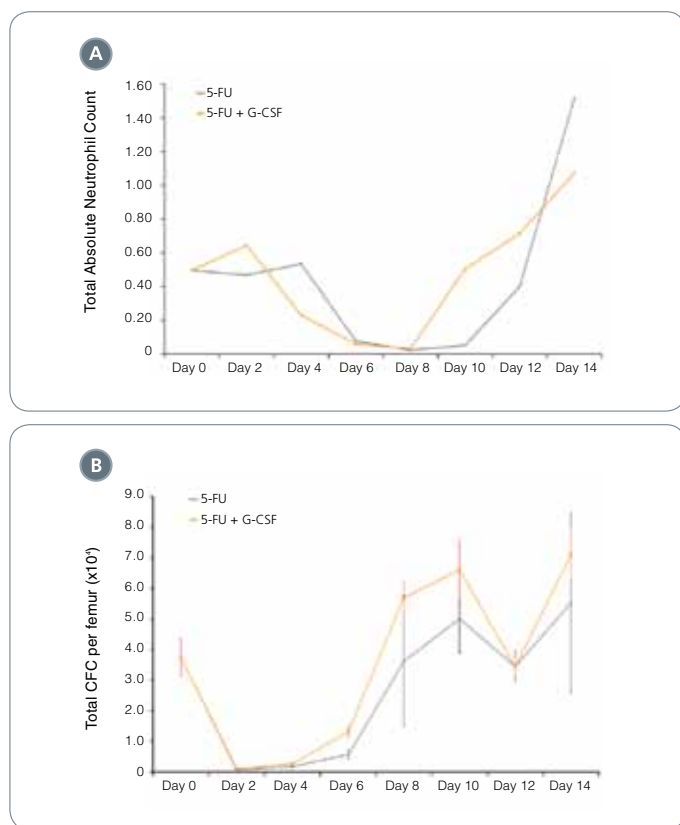 A
Total Absolute Neutrophil Count
1.60
1.40
1.20
1.00
0.80
0.60
0.40
0.20
0
5-FU
5-FU + G-CSF
Day 0 Day 2 Day 4 Day 6 Day 8 Day 10 Day 12 Day 14
B
Total CFC per femur (x10⁴)
9.0
8.0
7.0
6.0
5.0
4.0
3.0
2.0
1.0
0
5-FU
5-FU + G-CSF
Day 0 Day 2 Day 4 Day 6 Day 8 Day 10 Day 12 Day 14